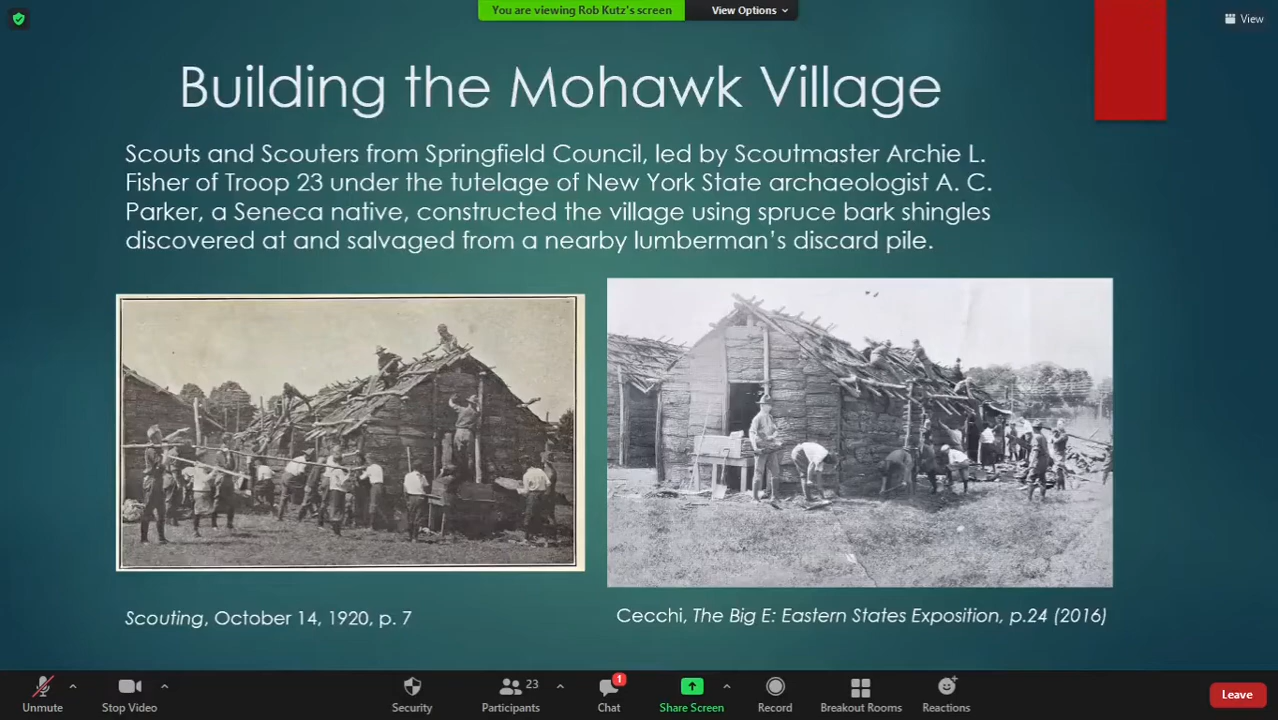 You are viewing Rob Kutz's screen
View Options
View
Building the Mohawk Village
Scouts and Scouters from Springfield Council, led by Scoutmaster Archie L.
Fisher of Troop 23 under the tutelage of New York State archaeologist A. C.
Parker, a Seneca native, constructed the village using spruce bark shingles
discovered at and salvaged from a nearby lumberman’s discard pile.
Scouting, October 14, 1920, p. 7
Cecchi, The Big E: Eastern States Exposition, p.24 (2016)
Unmute
Stop Video
Security
23
Participants
1
Chat
Share Screen
Record
Breakout Rooms
Reactions
Leave